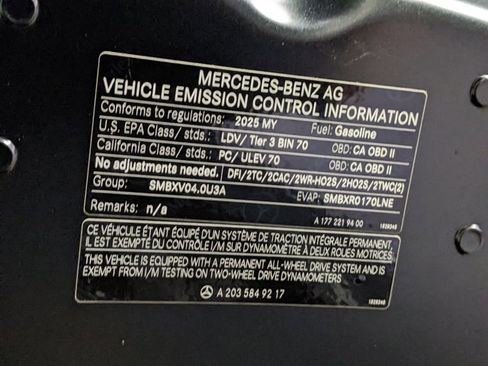 MERCEDES-BENZ AG
VEHICLE EMISSION CONTROL INFORMATION
Conforms to regulations: 2025 MY Fuel: Gasoline
U.S. EPA Class/ stds.: LDV/ Tier 3 BIN 70 OBD: CA OBD II
California Class/ stds.: PC/ ULEV 70 OBD: CA OBD II
No adjustments needed. DFI/2TC/2CAC/2WR-HO2S/2HO2S/2TWC(2)
Group: SMBXV04.0U3A EVAP: SMBXR0170LNE
Remarks: n/a
A 177 221 94 00 1829348
CE VÉHICULE ÉTANT ÉQUIPÉ D'UN SYSTÈME DE TRACTION INTÉGRALE PERMANENT,
IL EST EXEMPTÉ DU CONTRÔLE I/M SUR DYNAMOMÈTRE À DEUX ROUES MOTRICES.
THIS VEHICLE IS EQUIPPED WITH A PERMANENT ALL-WHEEL DRIVE SYSTEM AND IS
EXEMPTED FROM I/M TESTING ON TWO-WHEEL DRIVE DYNAMOMETERS
A 203 584 92 17 1829348